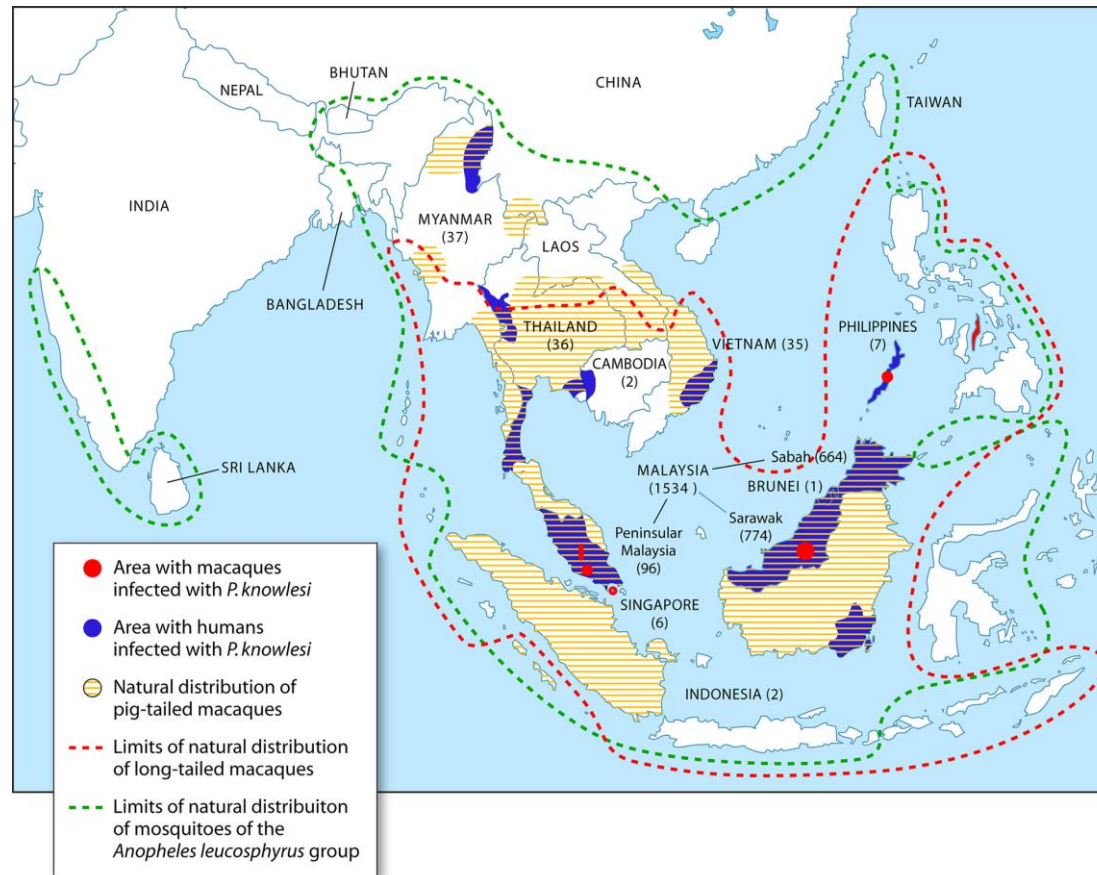 BHUTAN
NEPAL
CHINA
TAIWAN
INDIA
MYANMAR
(37)
LAOS
BANGLADESH
THAILAND
(36)
VIETNAM (35)
PHILIPPINES
(7)
CAMBODIA
(2)
SRI LANKA
MALAYSIA
(1534 )
Sabah (664)
BRUNEI (1)
Sarawak
(774)
Peninsular
Malaysia
(96)
SINGAPORE
(6)
INDONESIA (2)
Area with macaques
infected with P. knowlesi
Area with humans
infected with P. knowlesi
Natural distribution of
pig-tailed macaques
Limits of natural distribution
of long-tailed macaques
Limits of natural distribuiton
of mosquitoes of the
Anopheles leucosphyrus group